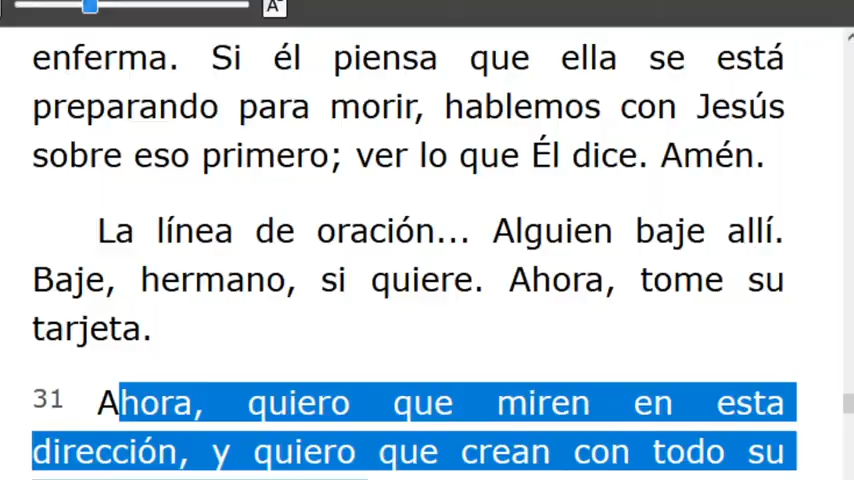 A
enferma. Si él piensa que ella se está
preparando para morir, hablemos con Jesús
sobre eso primero; ver lo que Él dice. Amén.
La línea de oración... Alguien baje allí.
Baje, hermano, si quiere. Ahora, tome su
tarjeta.
31 Ahora, quiero que miren en esta
dirección, y quiero que crean con todo su